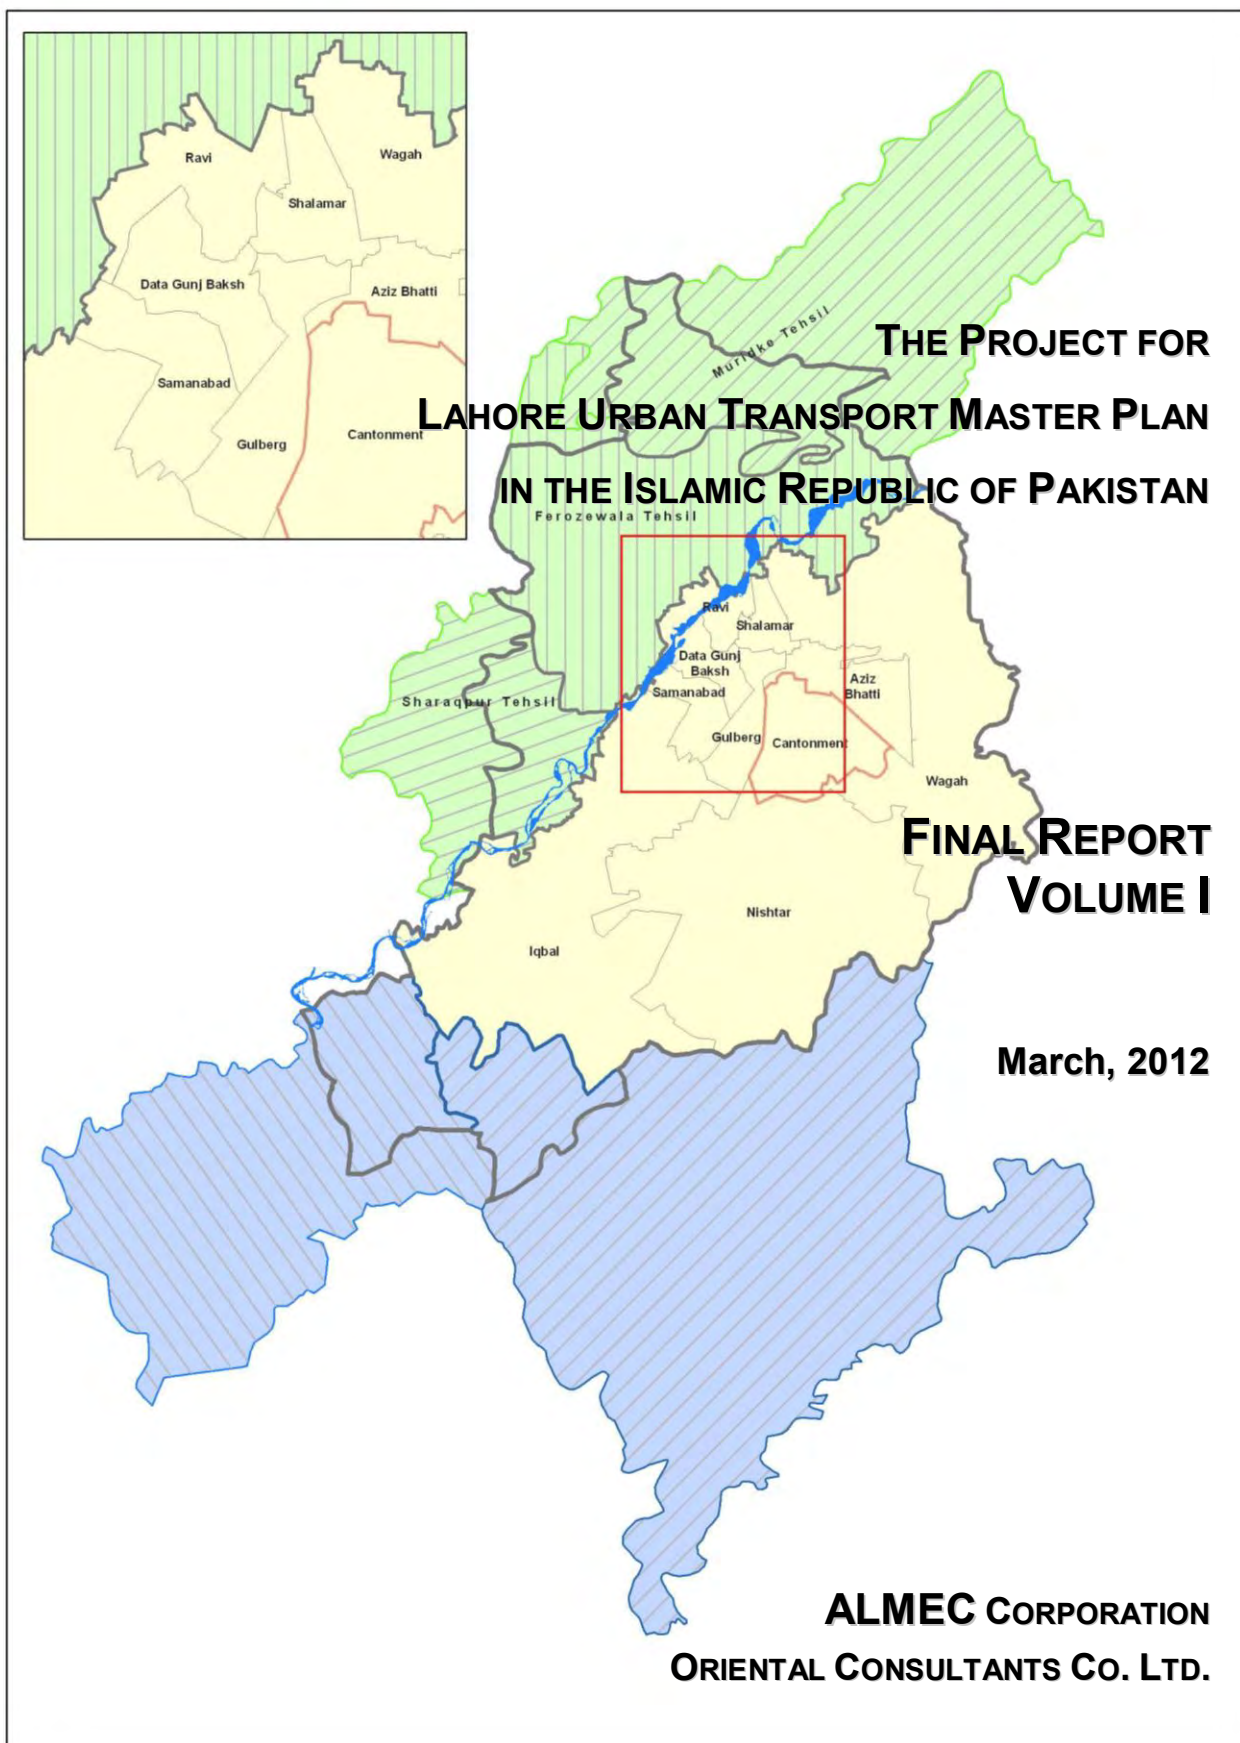 Ravi
Wagah
Shalamar
Data Gunj Baksh
Aziz Bhatti
Samanabad
Gulberg
Cantonment
Muridke Tehsil
THE PROJECT FOR
LAHORE URBAN TRANSPORT MASTER PLAN
IN THE ISLAMIC REPUBLIC OF PAKISTAN
Ferozewala Tehsil
Ravi
Shalamar
Data Gunj
Baksh
Aziz
Bhatti
Samanabad
Sharaqpur Tehsil
Gulberg
Cantonment
Wagah
FINAL REPORT
VOLUME I
Nishtar
Iqbal
March, 2012
ALMEC CORPORATION
ORIENTAL CONSULTANTS CO. LTD.